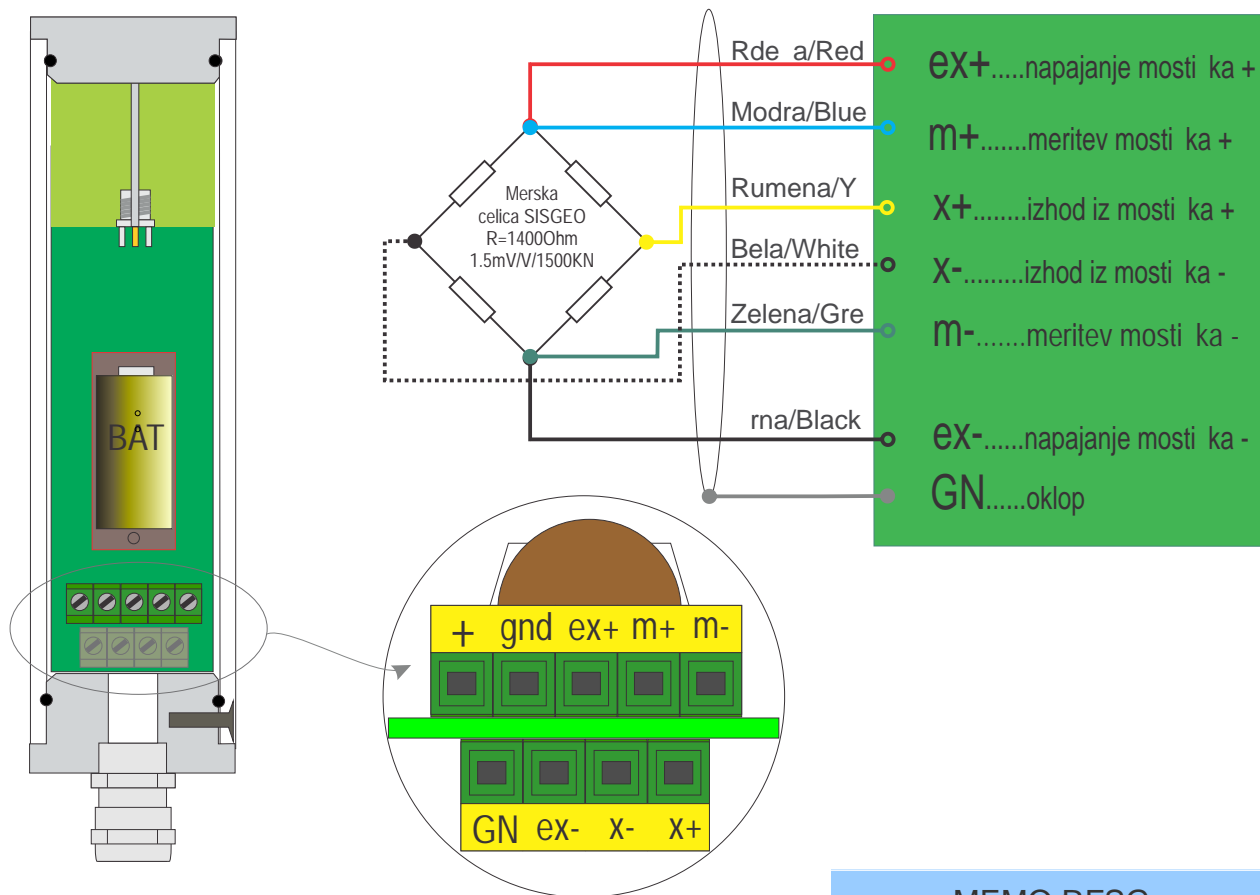 Rde a/Red
ex+.....napajanje mosti ka +
Modra/Blue
m+.......meritev mosti ka +
Merska
celica SISGEO
R=1400Ohm
1.5mV/V/1500KN
Rumena/Y
x+........izhod iz mosti ka +
Bela/White
x-.........izhod iz mosti ka -
Zelena/Gre
m-.......meritev mosti ka -
rna/Black
ex-......napajanje mosti ka -
GN......oklop
BAT
+ gnd ex+ m+ m-
GN ex- x- x+